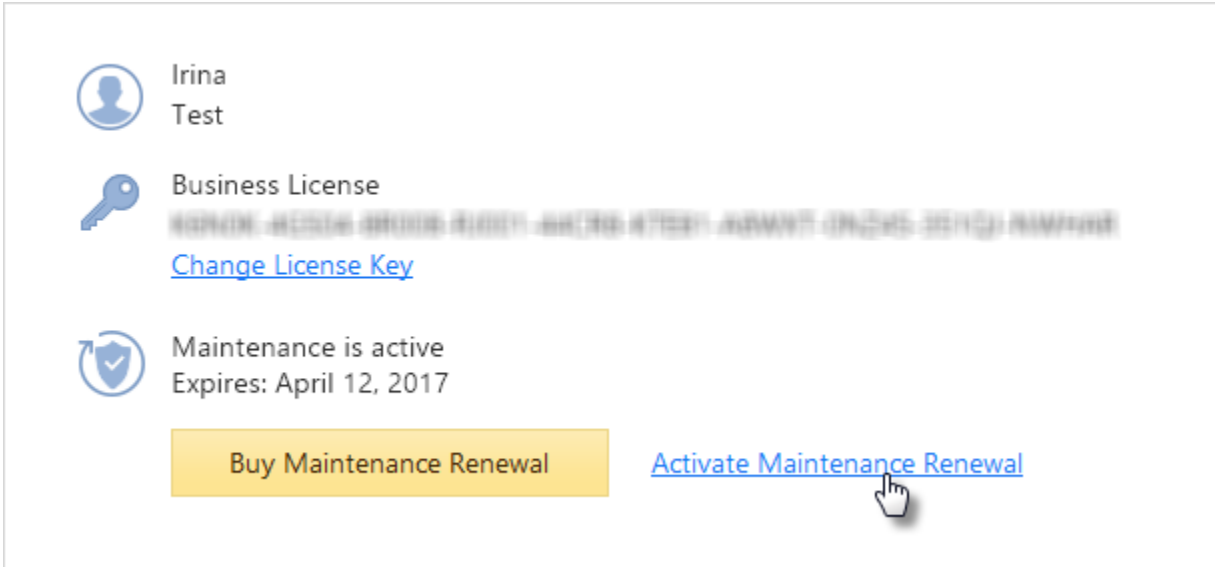 Irina
Test
Business License
Change License Key
Maintenance is active
Expires: April 12, 2017
Buy Maintenance Renewal
Activate Maintenance Renewal